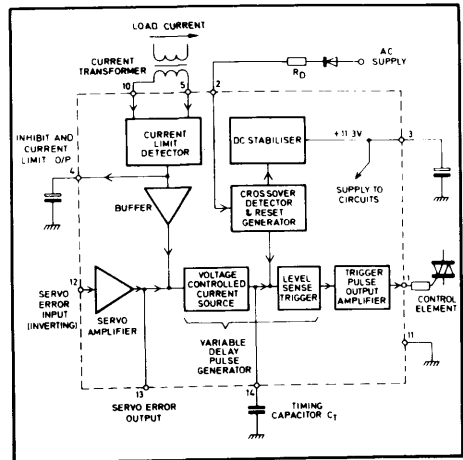 LOAD CURRENT
CURRENT
TRANSFORMER
AC
SUPPLY
RD
10
5
2
INHIBIT AND
CURRENT
LIMIT O/P
4
CURRENT
LIMIT
DETECTOR
DC STABILISER
+11·3V
3
SUPPLY TO
CIRCUITS
BUFFER
CROSSOVER
DETECTOR
& RESET
GENERATOR
12
SERVO
ERROR
INPUT
(INVERTING)
SERVO AMPLIFIER
VOLTAGE
CONTROLLED
CURRENT
SOURCE
LEVEL
SENSE
TRIGGER
TRIGGER
PULSE
OUTPUT
AMPLIFIER
1
CONTROL
ELEMENT
11
VARIABLE
DELAY
PULSE
GENERATOR
13
SERVO ERROR
OUTPUT
14
TIMING
CAPACITOR CT